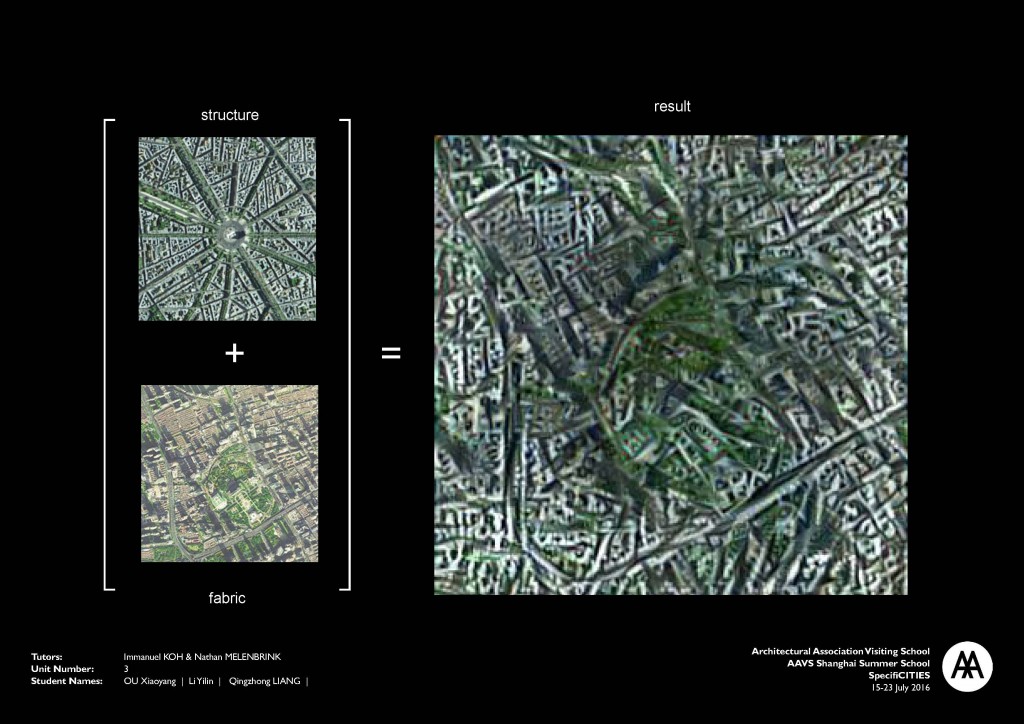 structure
+
fabric
=
result
Tutors: Immanuel KOH & Nathan MELENBRINK
Unit Number: 3
Student Names: OU Xiaoyang | Li Yilin | Qingzhong LIANG |
Architectural Association Visiting School
AAVS Shanghai Summer School
SpecifiCITIES
15-23 July 2016
AA